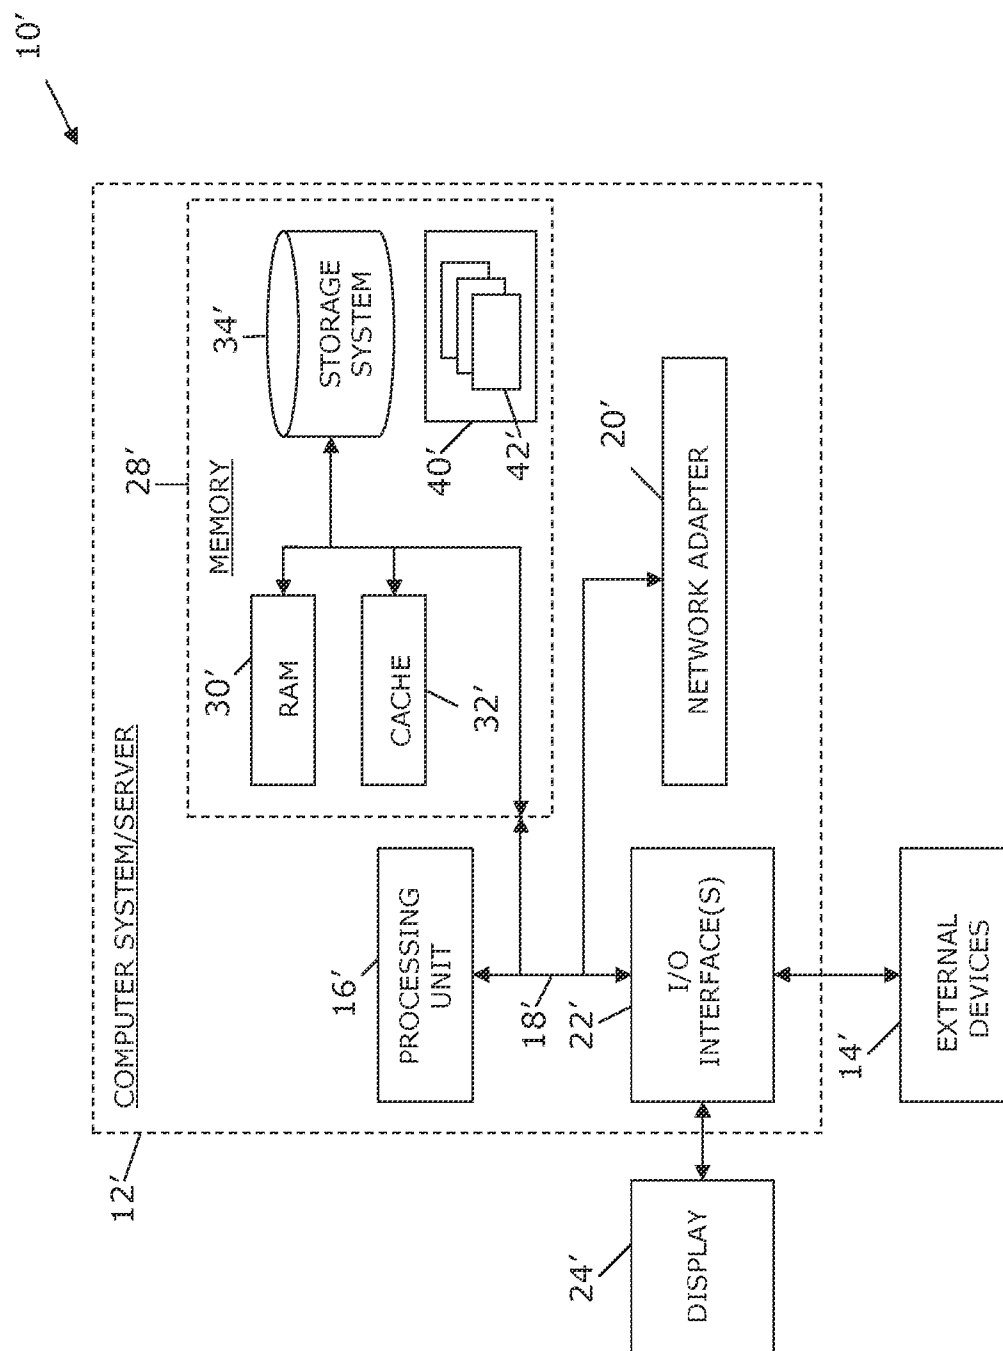 10'
COMPUTER SYSTEM/SERVER
12'
28'
MEMORY
34'
STORAGE
SYSTEM
30'
RAM
32'
CACHE
40'
42'
16'
PROCESSING
UNIT
18'
20'
NETWORK ADAPTER
22'
I/O
INTERFACE(S)
24'
DISPLAY
14'
EXTERNAL
DEVICES